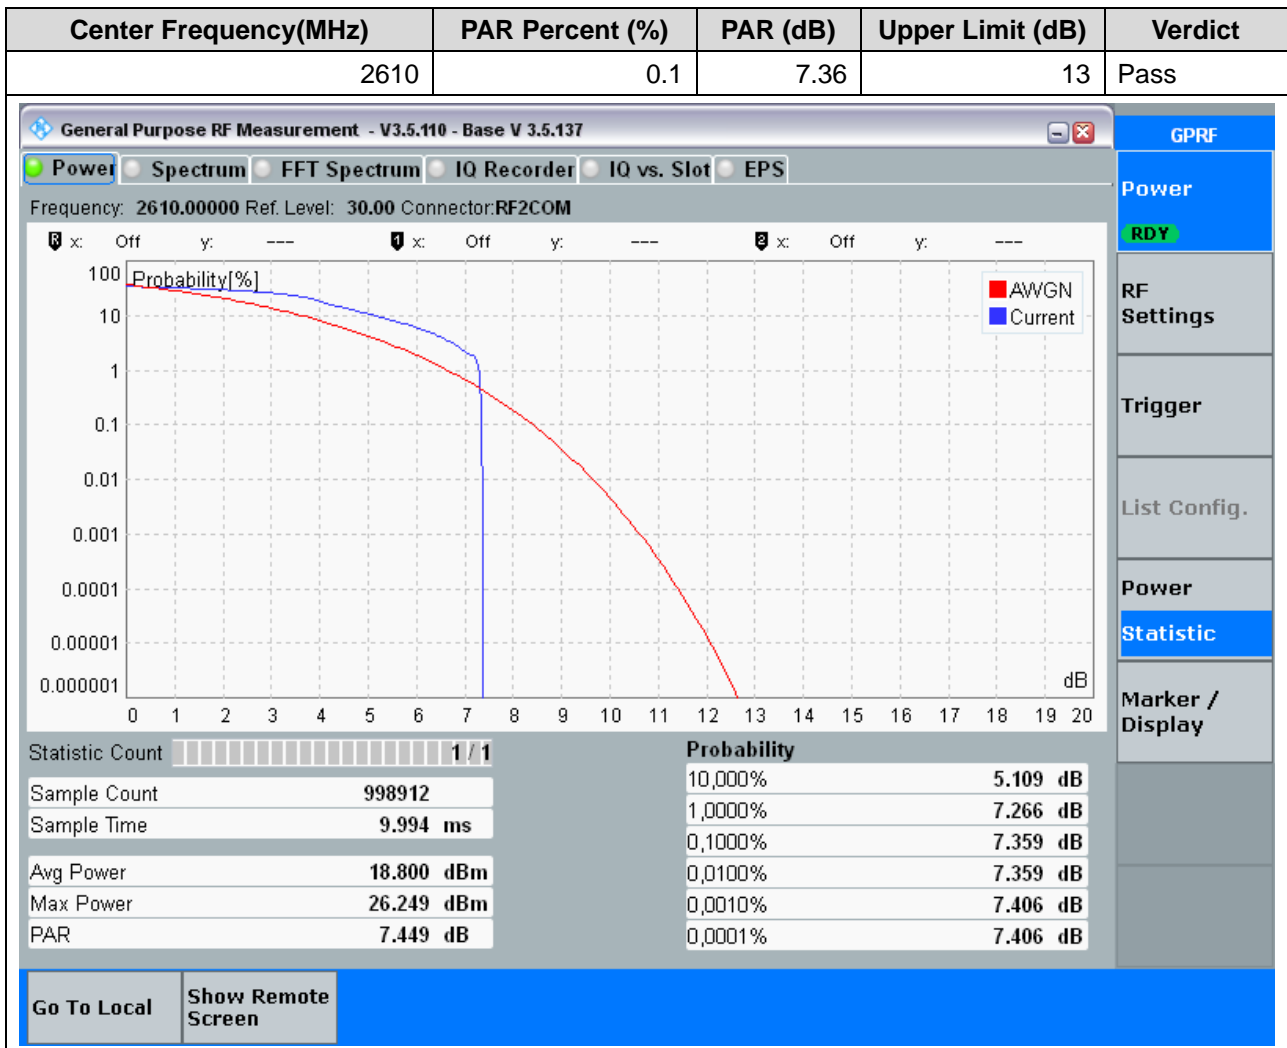 Center Frequency(MHz) PAR Percent (%) PAR (dB) Upper Limit (dB) Verdict
2610 0.1 7.36 13 Pass
General Purpose RF Measurement - V3.5.110 - Base V 3.5.137
GPRF
Power Spectrum FFT Spectrum IQ Recorder IQ vs. Slot EPS
Power
RDY
Frequency: 2610.00000 Ref. Level: 30.00 Connector:RF2COM
R x: Off y: --- 1 x: Off y: --- 2 x: Off y: ---
Probability[%]
AWGN
Current
100
10
1
0.1
0.01
0.001
0.0001
0.00001
0.000001
dB
0 1 2 3 4 5 6 7 8 9 10 11 12 13 14 15 16 17 18 19 20
RF
Settings
Trigger
List Config.
Power
Statistic
Marker /
Display
Statistic Count 1 / 1
Sample Count 998912
Sample Time 9.994 ms
Avg Power 18.800 dBm
Max Power 26.249 dBm
PAR 7.449 dB
Probability
10,000% 5.109 dB
1,0000% 7.266 dB
0,1000% 7.359 dB
0,0100% 7.359 dB
0,0010% 7.406 dB
0,0001% 7.406 dB
Go To Local
Show Remote
Screen